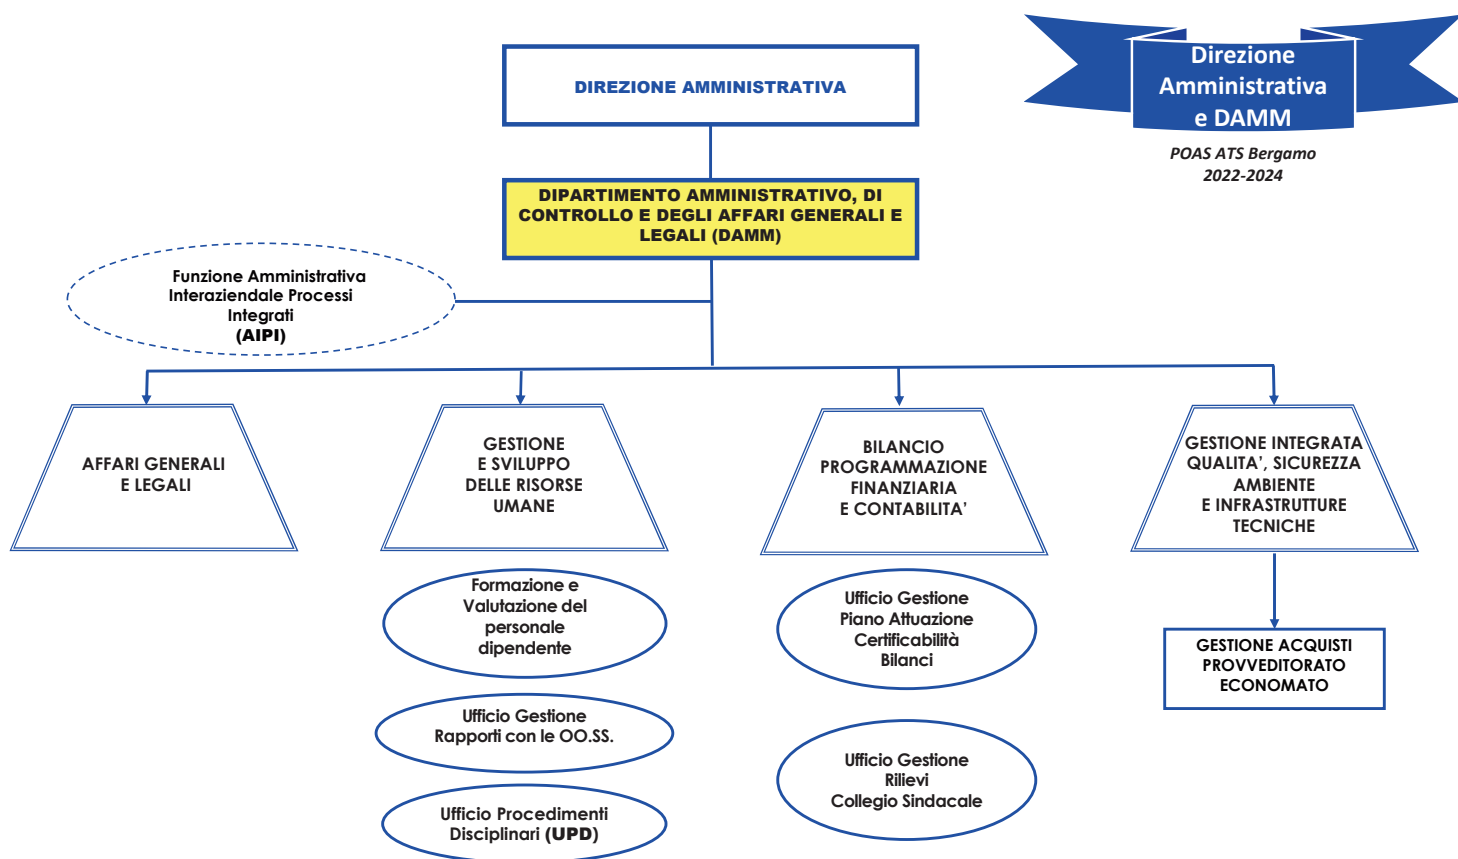 Direzione
Amministrativa
e DAMM
POAS ATS Bergamo
2022-2024
DIREZIONE AMMINISTRATIVA
DIPARTIMENTO AMMINISTRATIVO, DI
CONTROLLO E DEGLI AFFARI GENERALI E
LEGALI (DAMM)
Funzione Amministrativa
Interaziendale Processi
Integrati
(AIPI)
AFFARI GENERALI
E LEGALI
GESTIONE
E SVILUPPO
DELLE RISORSE
UMANE
BILANCIO
PROGRAMMAZIONE
FINANZIARIA
E CONTABILITA’
GESTIONE INTEGRATA
QUALITA’, SICUREZZA
AMBIENTE
E INFRASTRUTTURE
TECNICHE
Formazione e
Valutazione del
personale
dipendente
Ufficio Gestione
Rapporti con le OO.SS.
Ufficio Procedimenti
Disciplinari (UPD)
Ufficio Gestione
Piano Attuazione
Certificabilità
Bilanci
Ufficio Gestione
Rilievi
Collegio Sindacale
GESTIONE ACQUISTI
PROVVEDITORATO
ECONOMATO